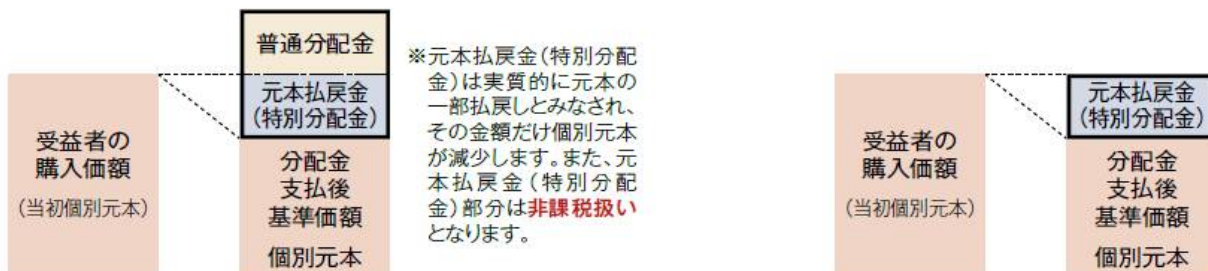 普通分配金
元本払戻金
(特別分配金)
受益者の
購入価額
(当初個別元本)
分配金
支払後
基準価額
個別元本
※元本払戻金(特別分配
金)は実質的に元本の
一部払戻しとみなされ、
その金額だけ個別元本
が減少します。また、元
本払戻金(特別分配
金)部分は非課税扱い
となります。
受益者の
購入価額
(当初個別元本)
元本払戻金
(特別分配金)
分配金
支払後
基準価額
個別元本